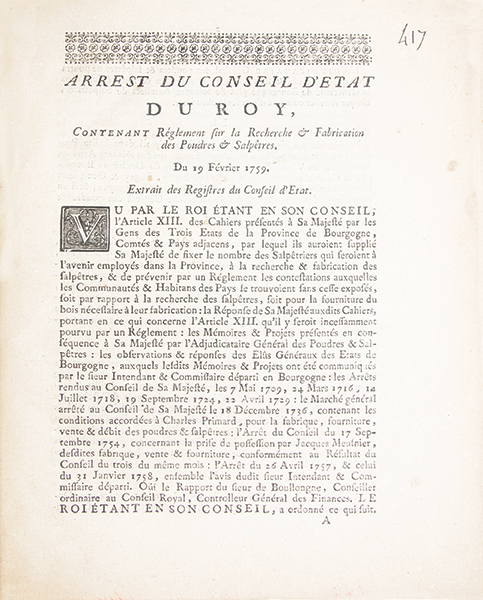 417
ARREST DU CONSEIL D'ETAT
DU ROY,
CONTENANT Réglement sur la Recherche & Fabrication
des Poudres & Salpêtres.
Du 19 Février 1759.
Extrait des Registres du Conseil d'Etat.
VU PAR LE ROI ÉTANT EN SON CONSEIL,
l'Article XIII. des Cahiers présentés à Sa Majesté par les
Gens des Trois Etats de la Province de Bourgogne,
Comtés & Pays adjacens, par lequel ils auroient supplié
Sa Majesté de fixer le nombre des Salpêtriers qui seroient à
l'avenir employés dans la Province, à la recherche & fabrication des
salpêtres, & de prévenir par un Réglement les contestations auxquelles
les Communautés & Habitans des Pays se trouvoient sans cesse exposés,
soit par rapport à la recherche des salpêtres, soit pour la fourniture du
bois nécessaire à leur fabrication : la Réponse de Sa Majesté auxdits Cahiers,
portant en ce qui concerne l'Article XIII. qu'il y seroit incessamment
pourvu par un Réglement : les Mémoires & Projets présentés en con-
séquence à Sa Majesté par l'Adjudicataire Général des Poudres & Sal-
pêtres : les observations & réponses des Elûs Généraux des Etats de
Bourgogne, auxquels lesdits Mémoires & Projets ont été communiqués
par le sieur Intendant & Commissaire départi en Bourgogne : les Arrêts
rendus au Conseil de Sa Majesté, les 7 Mai 1709, 24 Mars 1716, 10
Juillet 1718, 19 Septembre 1724, 22 Avril 1729 : le Marché général
arrêté au Conseil de Sa Majesté le 18 Décembre 1736, contenant les
conditions accordées à Charles Primard, pour la fabrique, fourniture,
vente & débit des poudres & salpêtres ; l'Arrêt du Conseil du 17 Sep-
tembre 1754, concernant la prise de possession par Jacques Meusnier,
desdites fabrique, vente & fourniture, conformément au Résultat du
Conseil du trois du même mois : l'Arrêt du 26 Avril 1757, & celui
du 31 Janvier 1758, ensemble l'avis dudit sieur Intendant & Com-
missaire départi. Oüi le Rapport du sieur de Boullongne, Conseiller
ordinaire au Conseil Royal, Controlleur Général des Finances. LE
ROI ÉTANT EN SON CONSEIL, a ordonné ce qui suit.
A